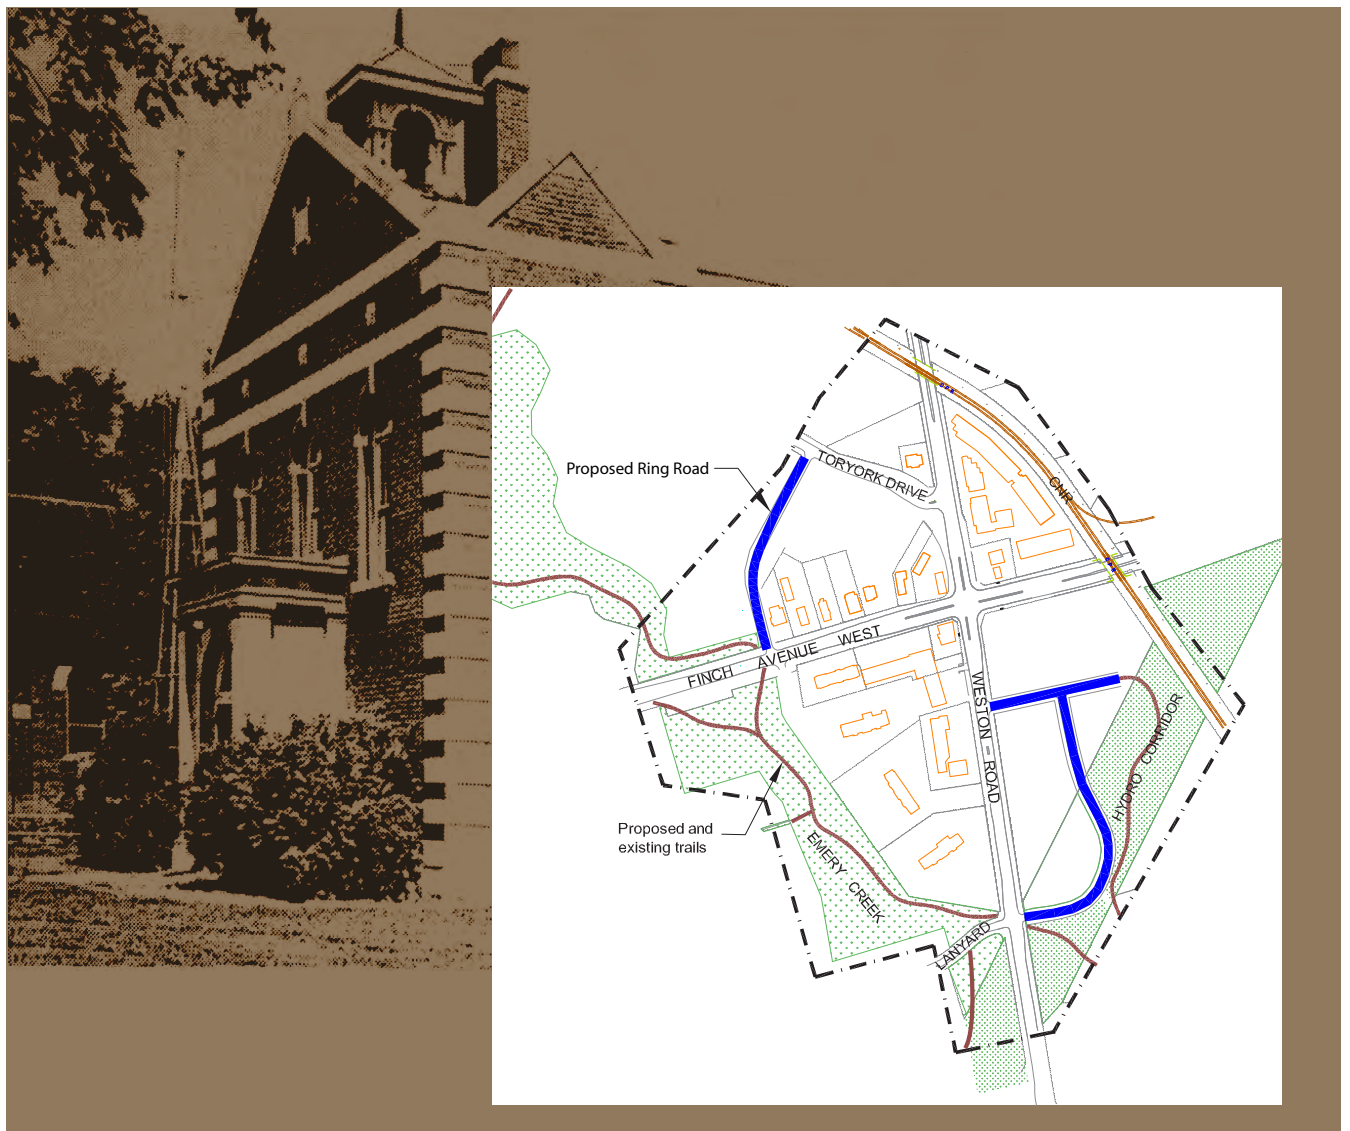 TORYORK DRIVE
Proposed Ring Road
CNR
FINCH AVENUE WEST
WESTON ROAD
HYDRO CORRIDOR
Proposed and
existing trails
EMERY CREEK
LANYARD